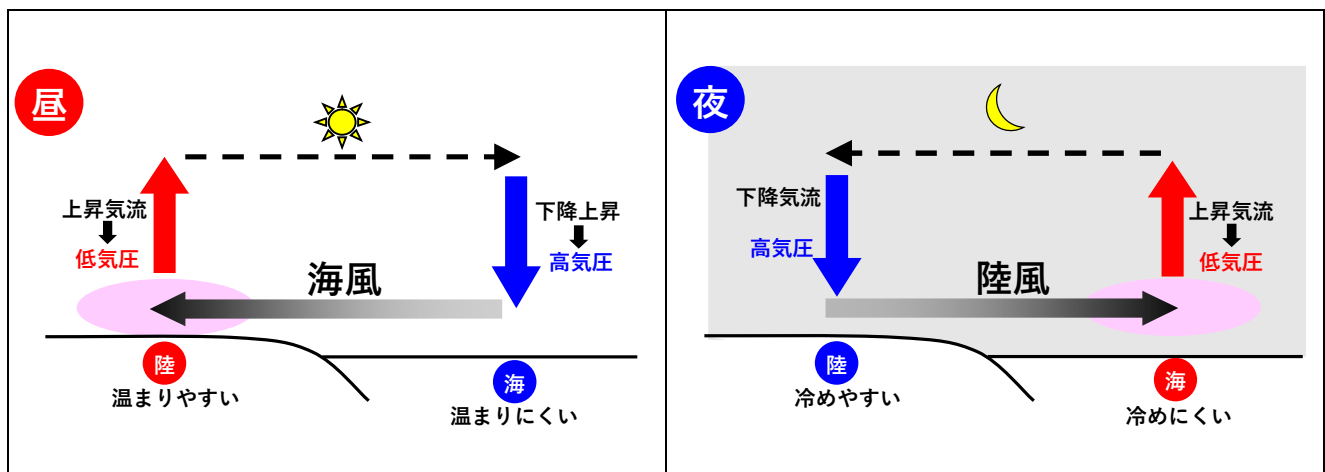 昼
上昇気流
低気圧
下降上昇
高気圧
海風
陸
温まりやすい
海
温まりにくい
夜
下降気流
高気圧
上昇気流
低気圧
陸風
陸
冷めやすい
海
冷めにくい